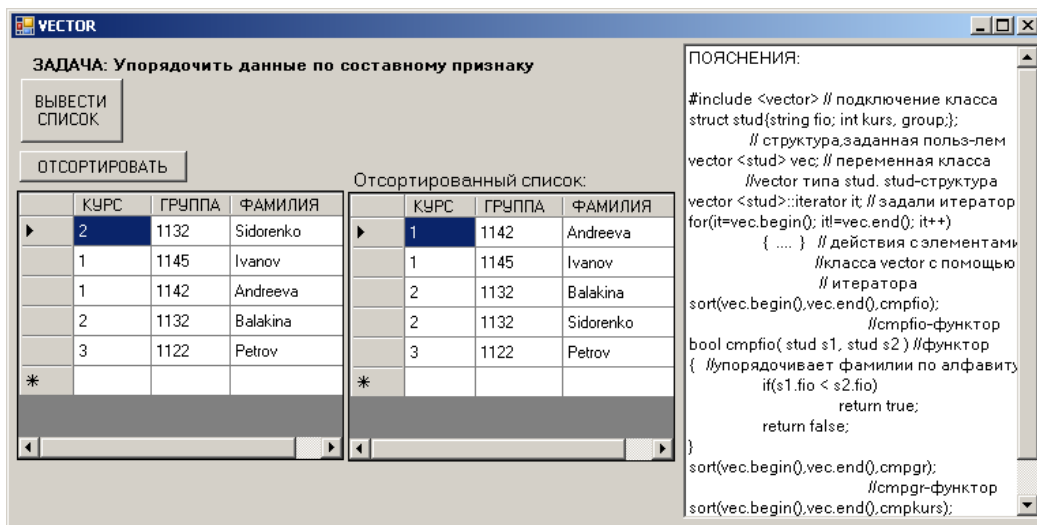 VECTOR
ЗАДАЧА: Упорядочить данные по составному признаку
ВЫВЕСТИ
СПИСОК
ОТСОРТИРОВАТЬ
КУРС ГРУППА ФАМИЛИЯ
2 1132 Sidorenko
1 1145 Ivanov
1 1142 Andreeva
2 1132 Balakina
3 1122 Petrov
Отсортированный список:
КУРС ГРУППА ФАМИЛИЯ
1 1142 Andreeva
1 1145 Ivanov
2 1132 Balakina
2 1132 Sidorenko
3 1122 Petrov
ПОЯСНЕНИЯ:
#include <vector> // подключение класса
struct stud{string fio; int kurs, group;};
// структура,заданная польз-лем
vector <stud> vec; // переменная класса
//vector типа stud. stud-структура
vector <stud>::iterator it; // задали итератор
for(it=vec.begin(); it!=vec.end(); it++)
{ .... } // действия с элементами
//класса vector с помощью
// итератора
sort(vec.begin(),vec.end(),cmpfio);
//cmpfio-функтор
bool cmpfio( stud s1, stud s2 ) //функтор
{ //упорядочивает фамилии по алфавиту
if(s1.fio < s2.fio)
return true;
return false;
}
sort(vec.begin(),vec.end(),cmpgr);
//cmpgr-функтор
sort(vec.begin(),vec.end(),cmpkurs);